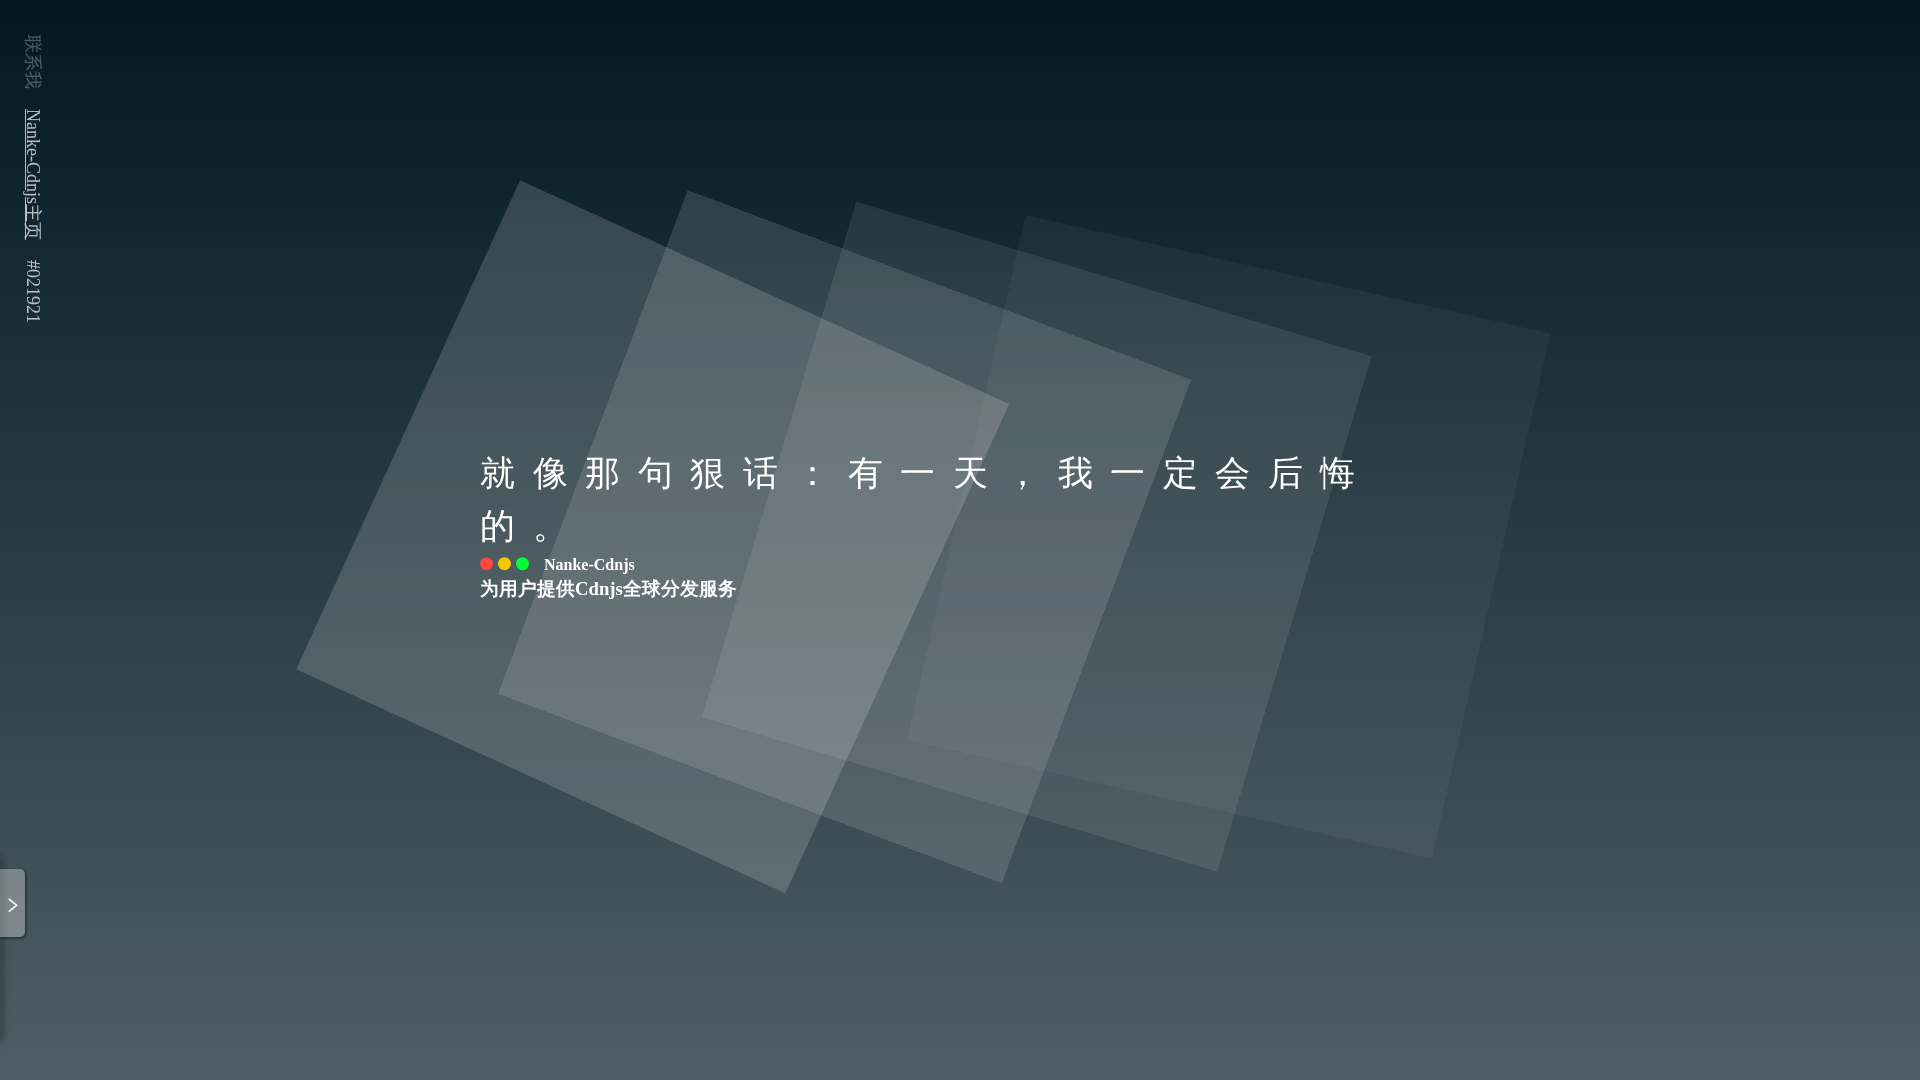 联系我
Nanke-Cdnjs主页
#021921
就像那句狠话：有一天，我一定会后悔
的。
Nanke-Cdnjs
为用户提供Cdnjs全球分发服务